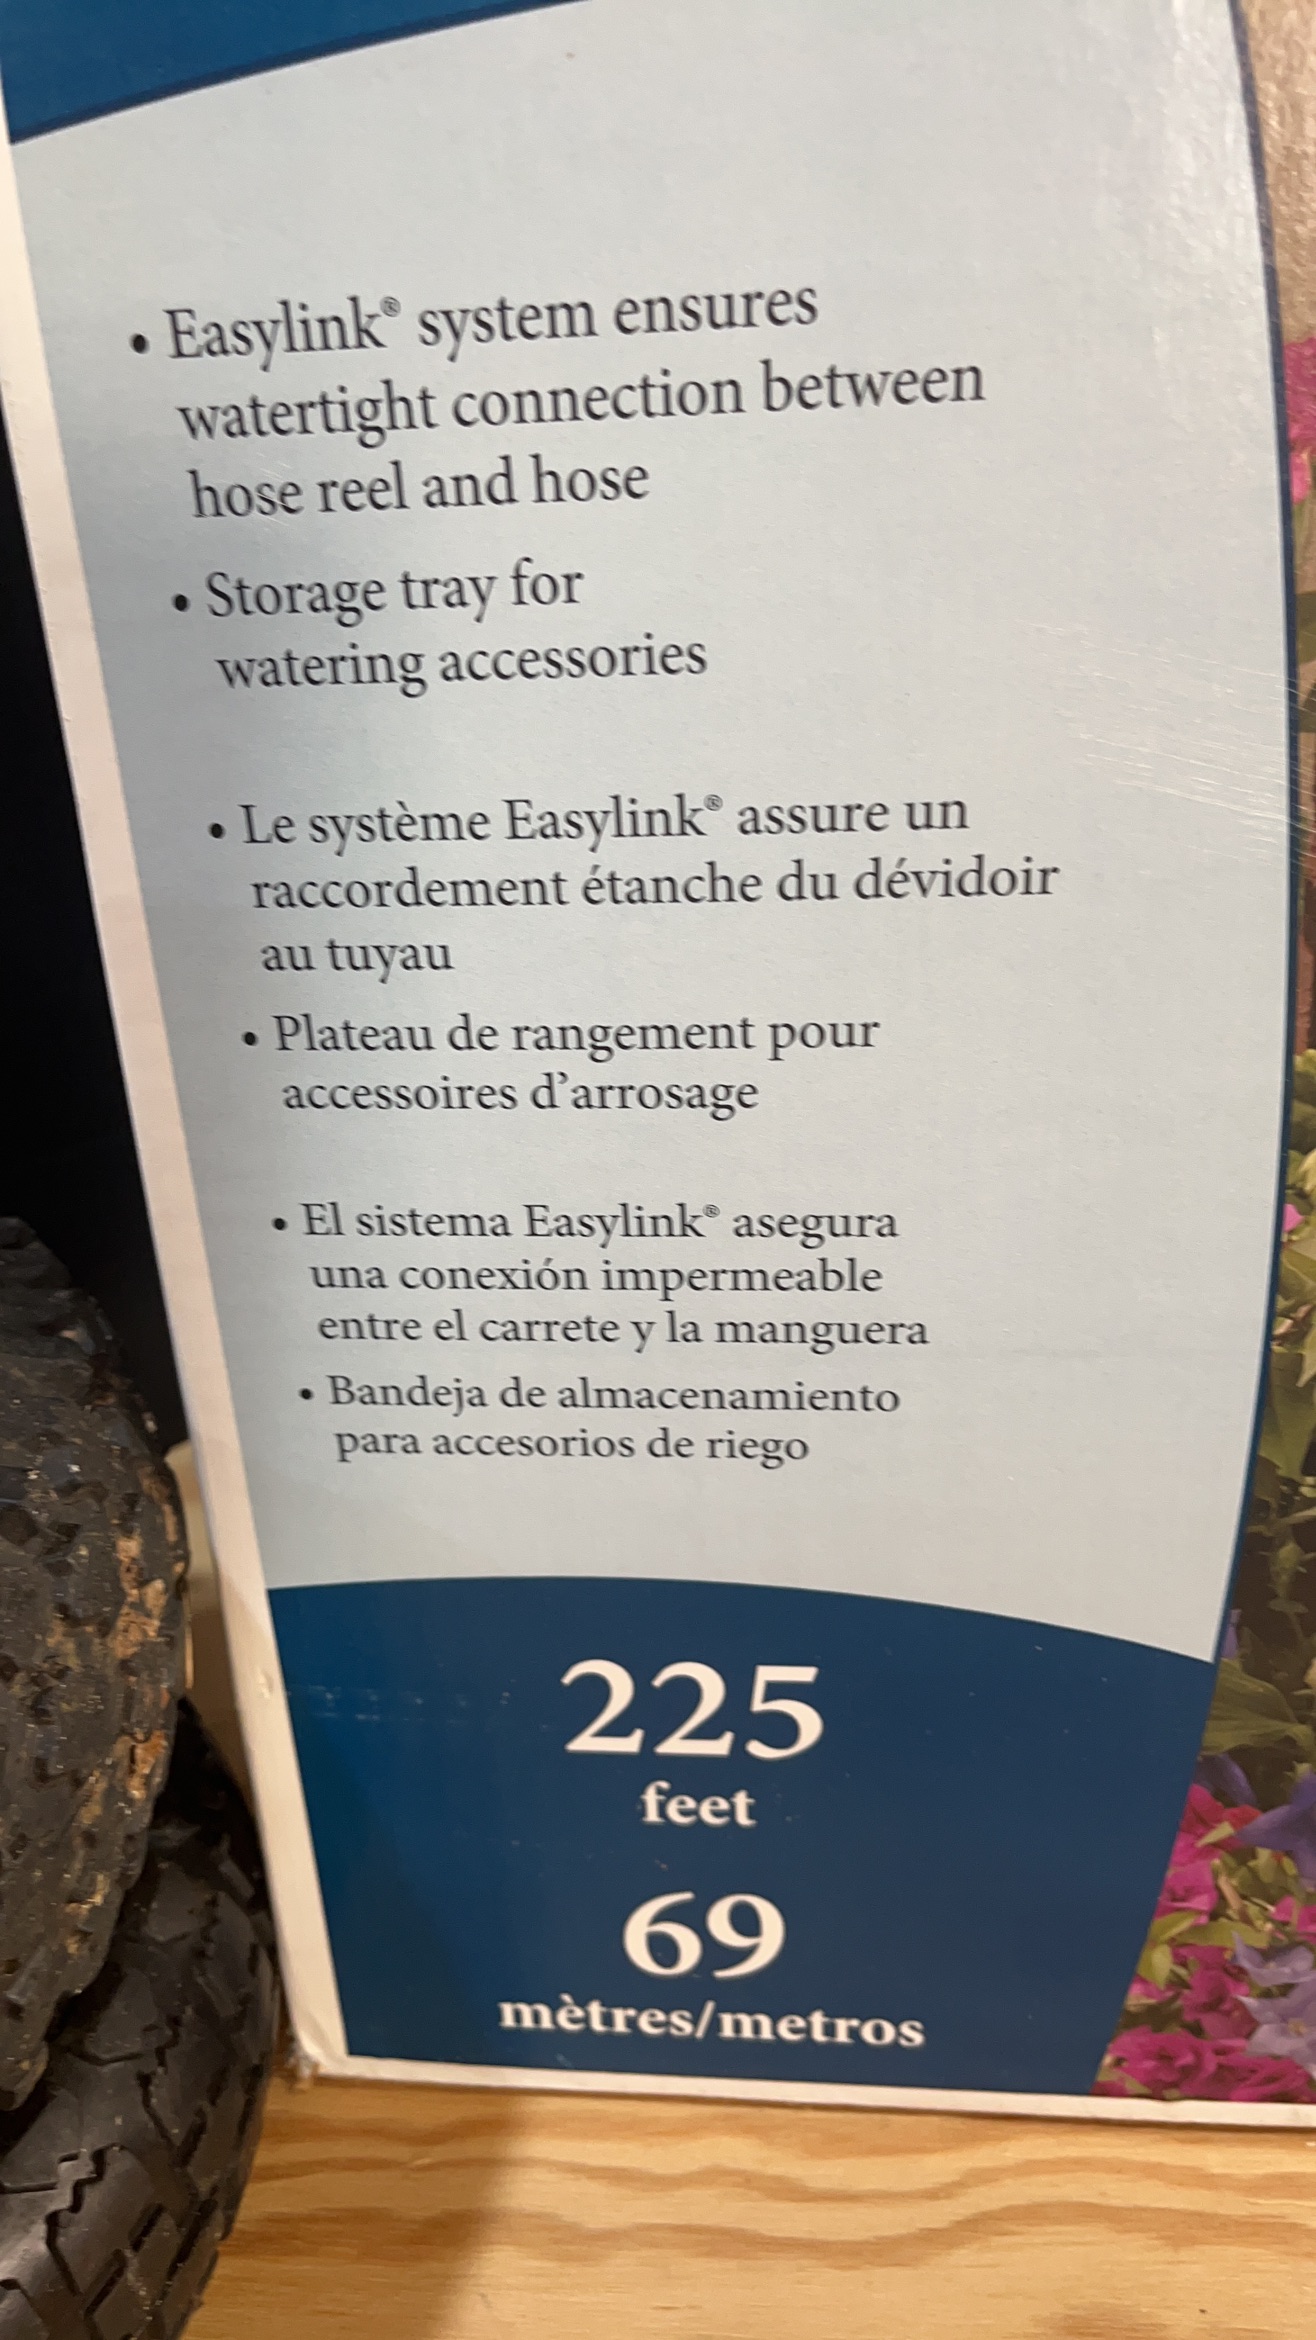 • Easylink® system ensures
watertight connection between
hose reel and hose
• Storage tray for
watering accessories
• Le système Easylink® assure un
raccordement étanche du dévidoir
au tuyau
• Plateau de rangement pour
accessoires d’arrosage
• El sistema Easylink® asegura
una conexión impermeable
entre el carrete y la manguera
• Bandeja de almacenamiento
para accesorios de riego
225
feet
69
mètres/metros